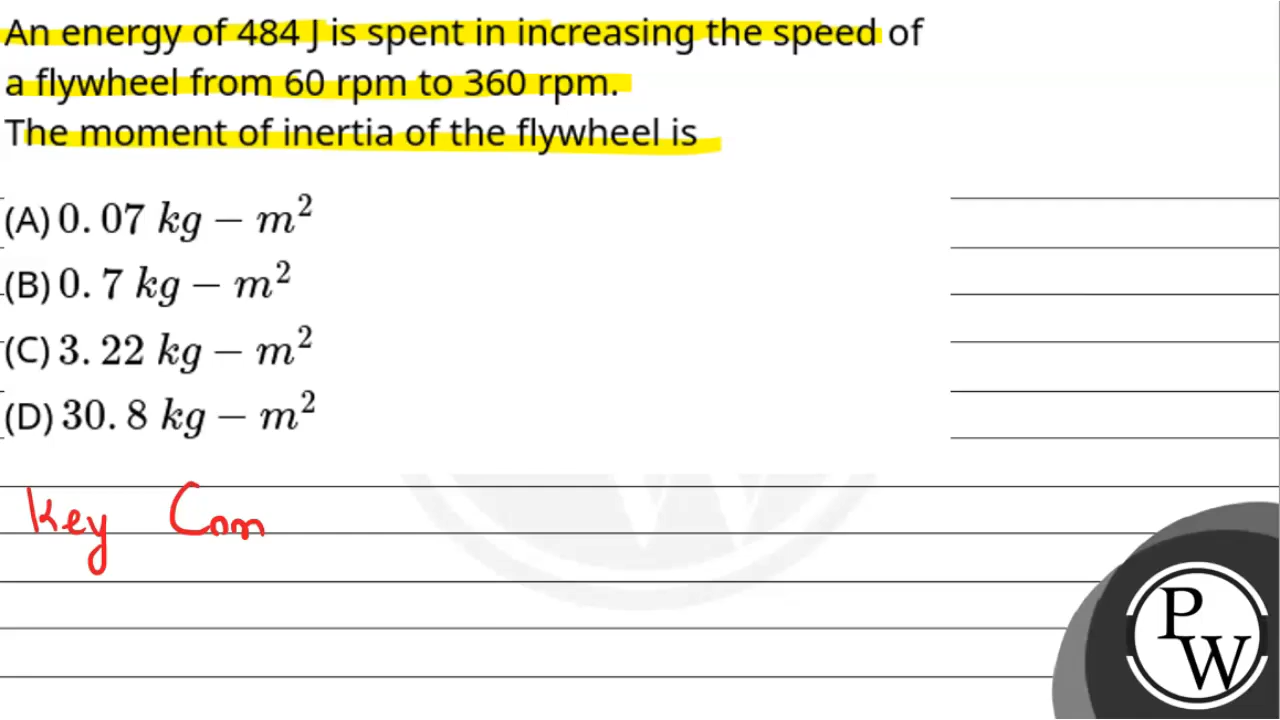 An energy of 484 J is spent in increasing the speed of
a flywheel from 60 rpm to 360 rpm.
The moment of inertia of the flywheel is
(A) 0.07 kg − m²
(B) 0.7 kg − m²
(C) 3.22 kg − m²
(D) 30.8 kg − m²
Key Con
P
W